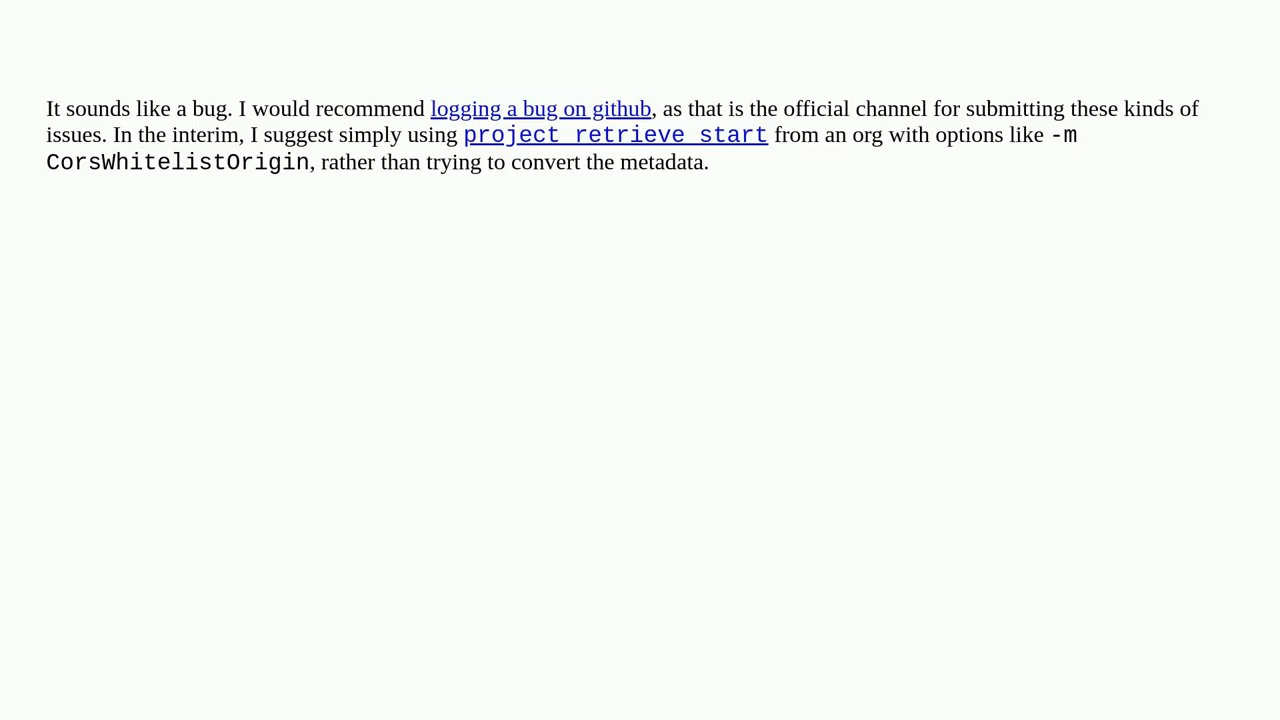 It sounds like a bug. I would recommend logging a bug on github, as that is the official channel for submitting these kinds of
issues. In the interim, I suggest simply using project retrieve start from an org with options like -m
CorsWhitelistOrigin, rather than trying to convert the metadata.